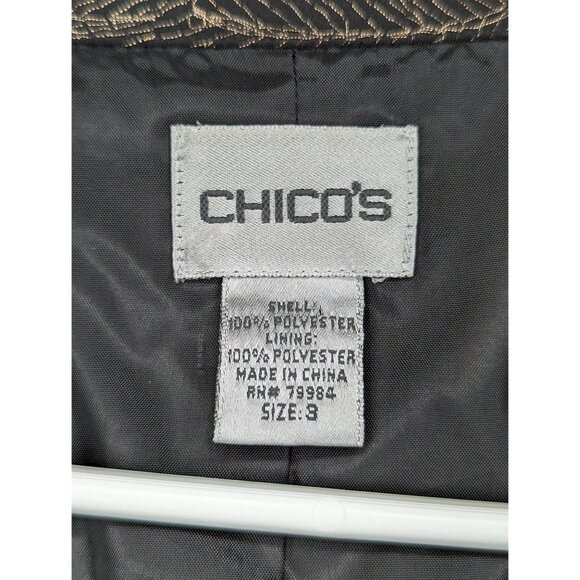 CHICO'S
SHELL:
100% POLYESTER
LINING:
100% POLYESTER
MADE IN CHINA
RN# 79984
SIZE: 3